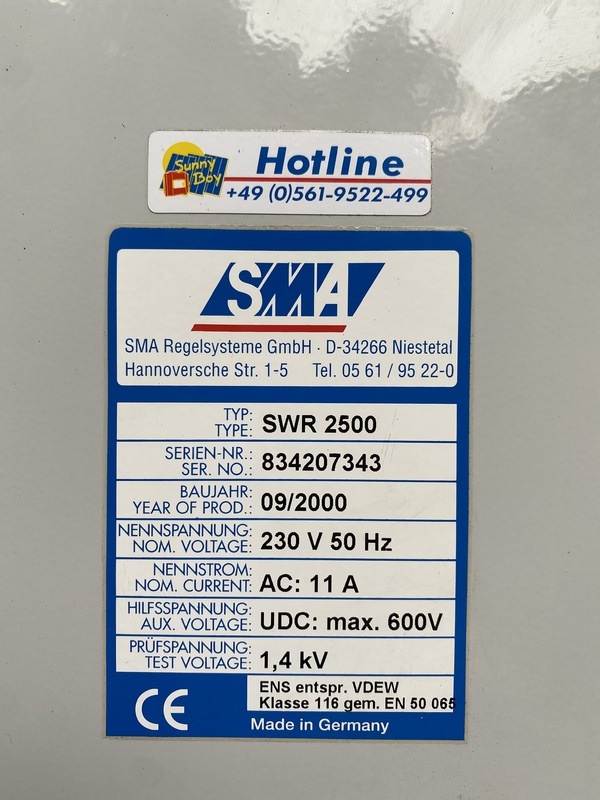 Sunny
Boy
Hotline
+49 (0)561-9522-499
SMA
SMA Regelsysteme GmbH · D-34266 Niestetal
Hannoversche Str. 1-5 Tel. 05 61 / 95 22-0
TYP:
TYPE: SWR 2500
SERIEN-NR.:
SER. NO.: 834207343
BAUJAHR:
YEAR OF PROD.: 09/2000
NENNSPANNUNG:
NOM. VOLTAGE: 230 V 50 Hz
NENNSTROM:
NOM. CURRENT: AC: 11 A
HILFSSPANNUNG:
AUX. VOLTAGE: UDC: max. 600V
PRÜFSPANNUNG:
TEST VOLTAGE: 1,4 kV
ENS entspr. VDEW
Klasse 116 gem. EN 50 065
CE
Made in Germany